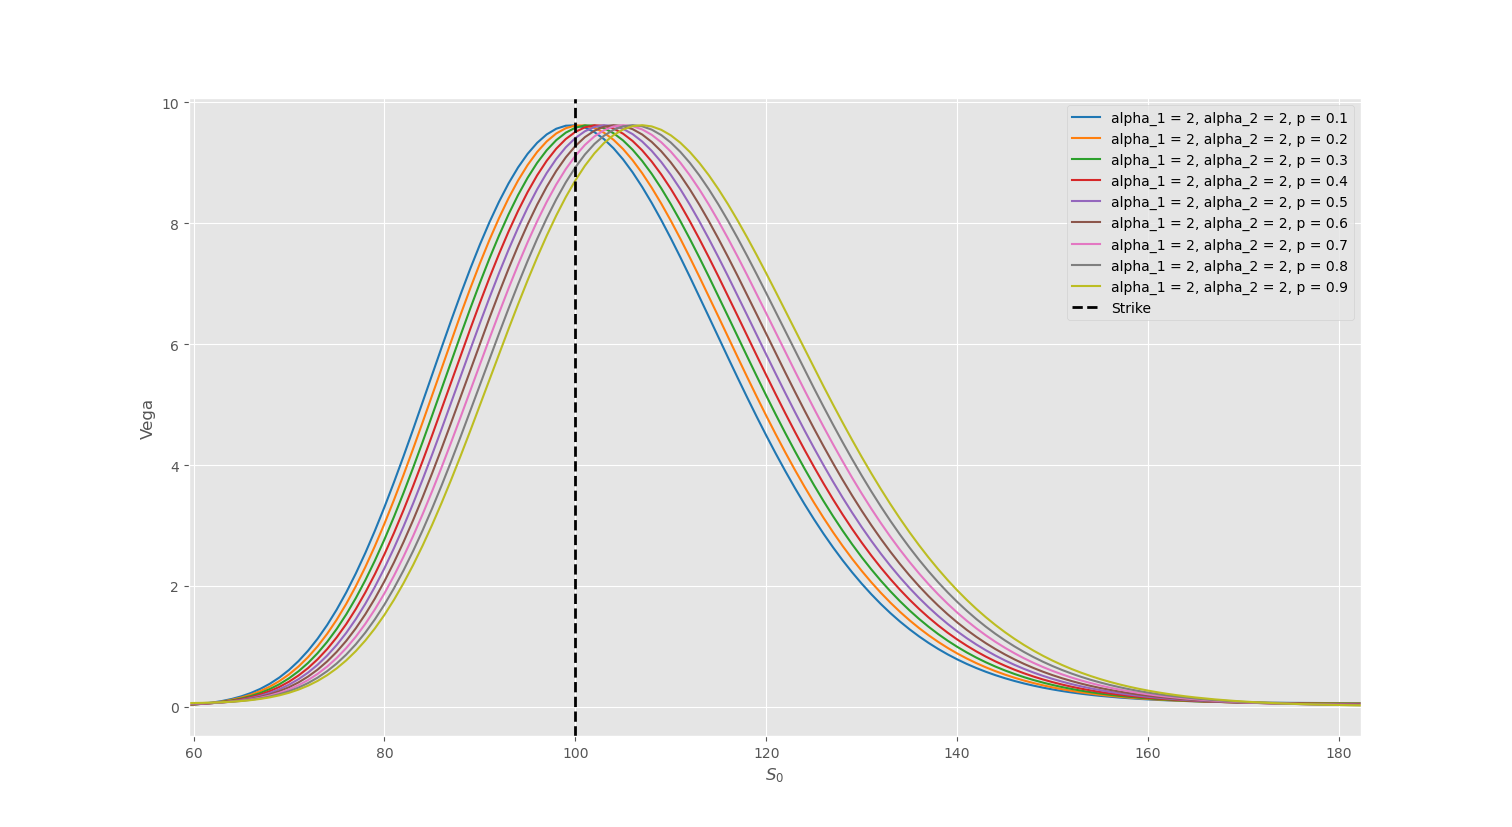 10
8
6
4
2
0
Vega
60
80
100
120
140
160
180
S_0
alpha_1 = 2, alpha_2 = 2, p = 0.1
alpha_1 = 2, alpha_2 = 2, p = 0.2
alpha_1 = 2, alpha_2 = 2, p = 0.3
alpha_1 = 2, alpha_2 = 2, p = 0.4
alpha_1 = 2, alpha_2 = 2, p = 0.5
alpha_1 = 2, alpha_2 = 2, p = 0.6
alpha_1 = 2, alpha_2 = 2, p = 0.7
alpha_1 = 2, alpha_2 = 2, p = 0.8
alpha_1 = 2, alpha_2 = 2, p = 0.9
Strike